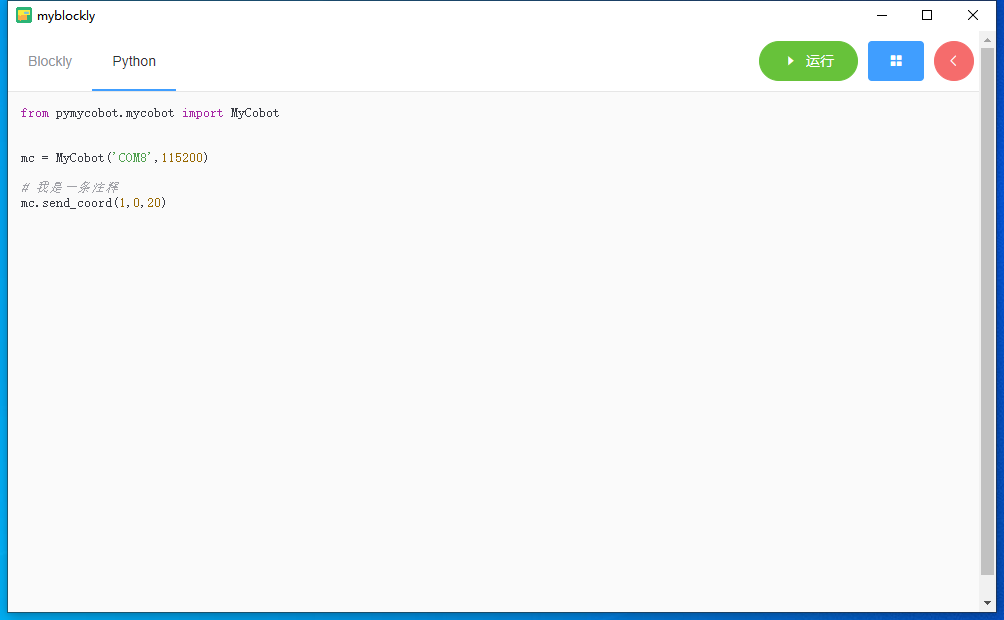 myblockly
Blockly Python 运行
from pymycobot.mycobot import MyCobot
mc = MyCobot('COM8',115200)
# 我是一条注释
mc.send_coord(1,0,20)